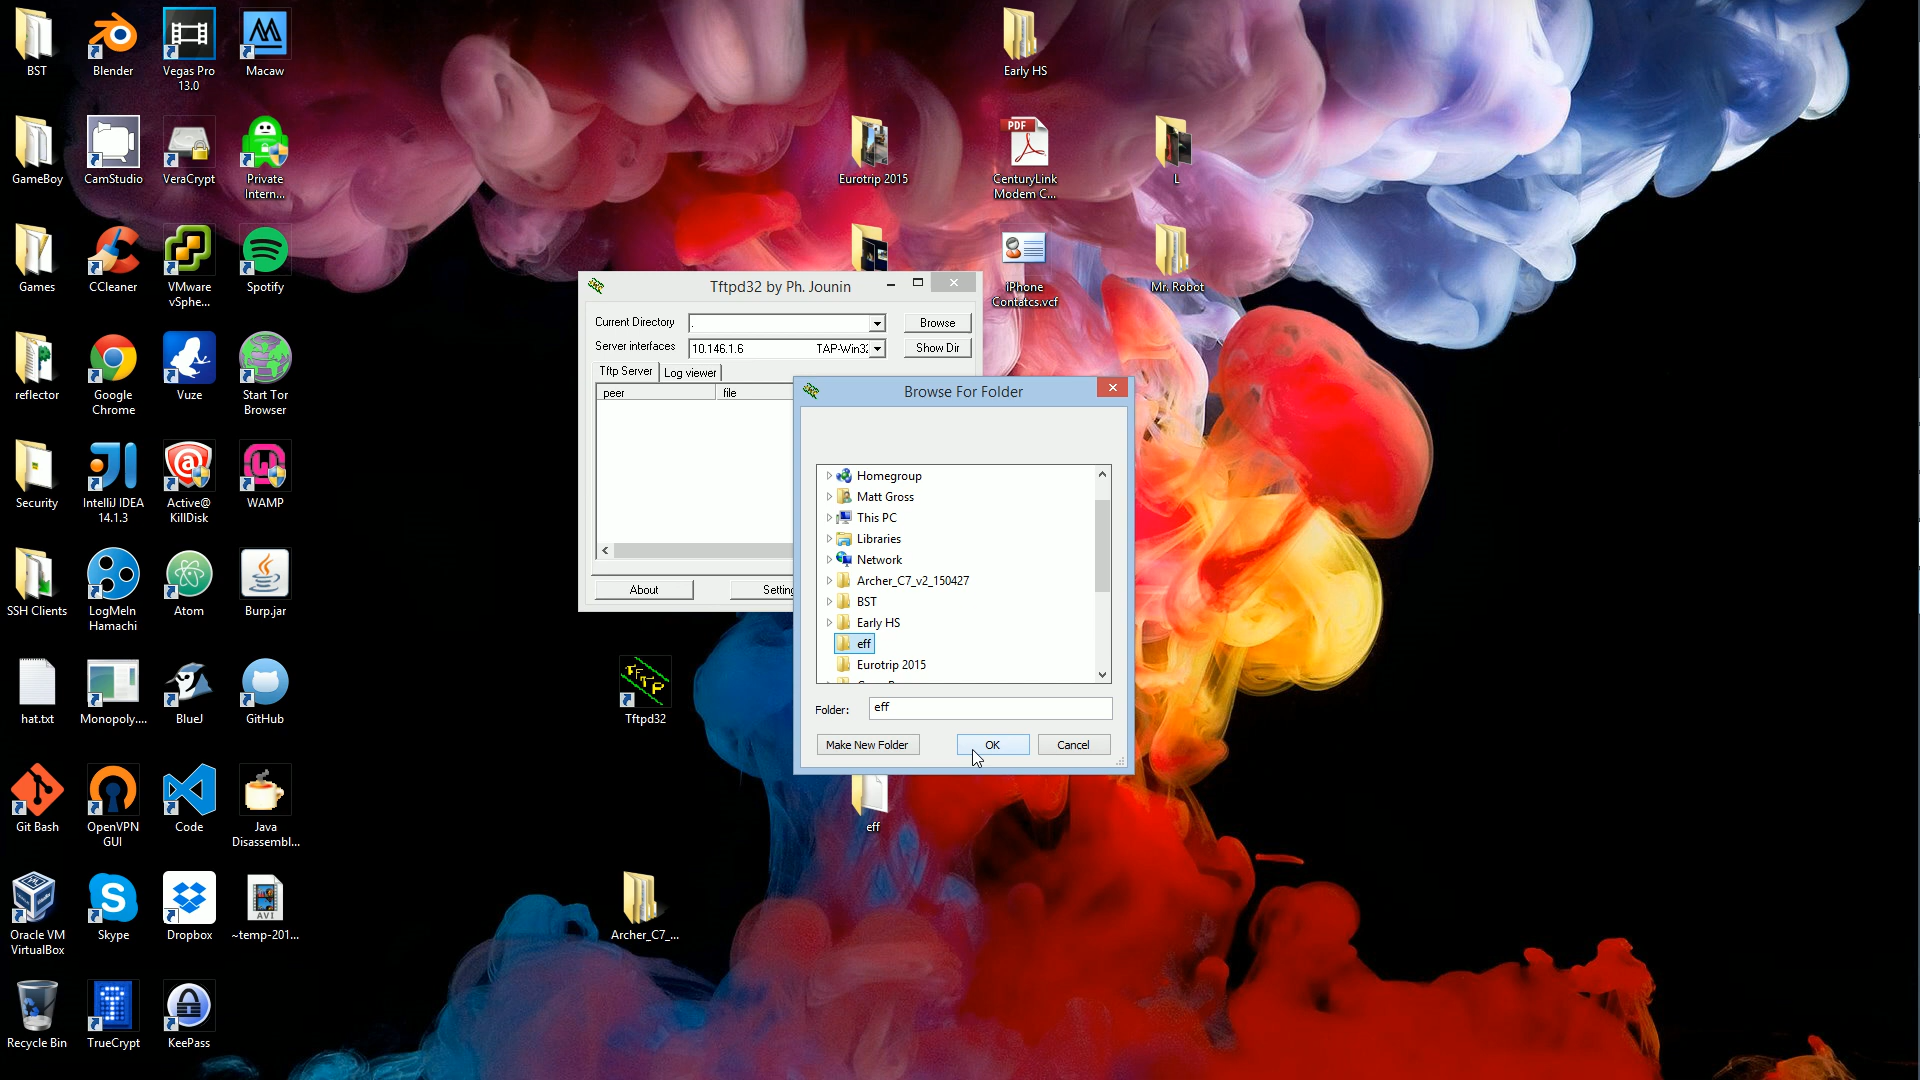 BST
Blender
Vegas Pro
13.0
Macaw
Early HS
GameBoy
CamStudio
VeraCrypt
Private
Intern...
Eurotrip 2015
PDF
CenturyLink
Modem C...
L
Games
CCleaner
VMware
vSphe...
Spotify
iPhone
Contatcs.vcf
Mr. Robot
reflector
Google
Chrome
Vuze
Start Tor
Browser
Security
IntelliJ IDEA
14.1.3
Active@
KillDisk
WAMP
SSH Clients
LogMeIn
Hamachi
Atom
Burp.jar
hat.txt
Monopoly....
BlueJ
GitHub
Git Bash
OpenVPN
GUI
Code
Java
Disassembl...
Oracle VM
VirtualBox
Skype
Dropbox
AVI
~temp-201...
Recycle Bin
TrueCrypt
KeePass
Tftpd32 by Ph. Jounin
Current Directory
.
Browse
Server interfaces
10.146.1.6 TAP-Win32
Show Dir
Tftp Server
Log viewer
peer
file
About
Setting
Browse For Folder
Homegroup
Matt Gross
This PC
Libraries
Network
Archer_C7_v2_150427
BST
Early HS
eff
Eurotrip 2015
Folder:
eff
Make New Folder
OK
Cancel
TFTP
Tftpd32
eff
Archer_C7_...